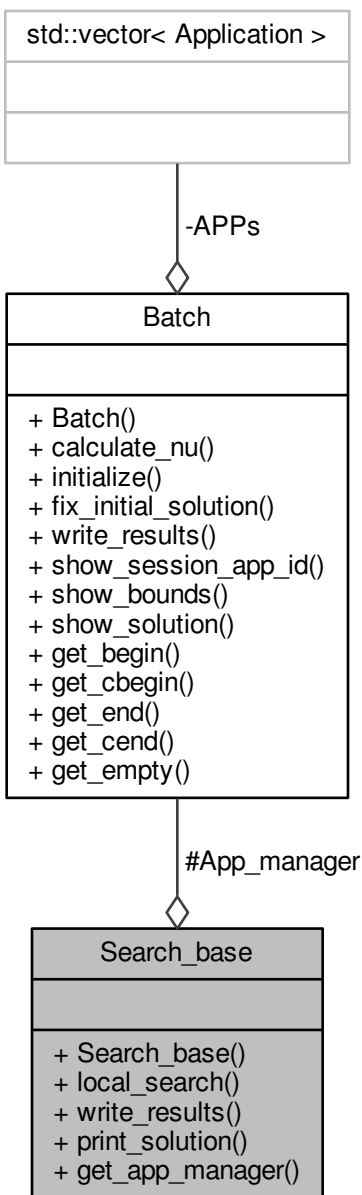 std::vector< Application >
-APPs
Batch
+ Batch()
+ calculate_nu()
+ initialize()
+ fix_initial_solution()
+ write_results()
+ show_session_app_id()
+ show_bounds()
+ show_solution()
+ get_begin()
+ get_cbegin()
+ get_end()
+ get_cend()
+ get_empty()
#App_manager
Search_base
+ Search_base()
+ local_search()
+ write_results()
+ print_solution()
+ get_app_manager()